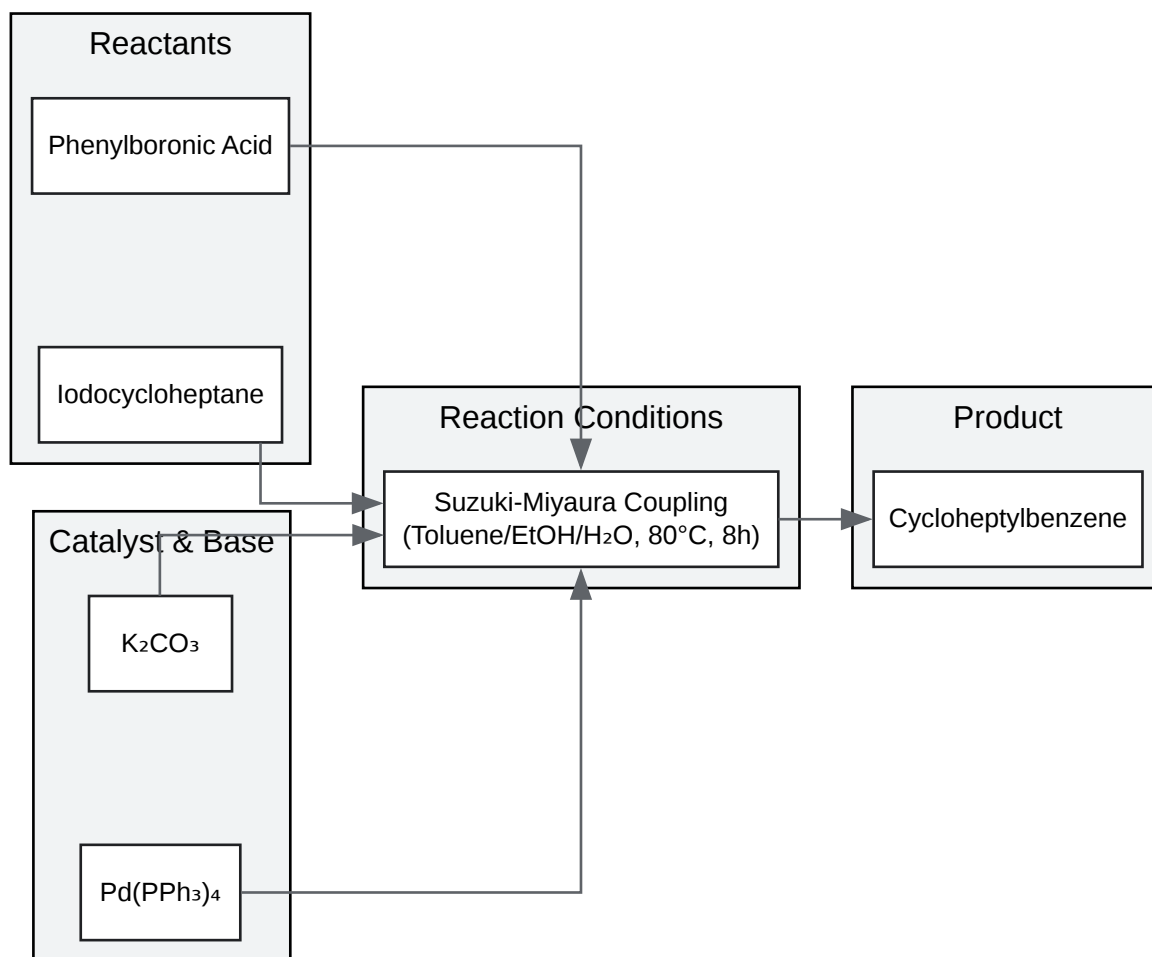 Reactants
Phenylboronic Acid
Iodocycloheptane
Catalyst & Base
K₂CO₃
Pd(PPh₃)₄
Reaction Conditions
Suzuki-Miyaura Coupling
(Toluene/EtOH/H₂O, 80°C, 8h)
Product
Cycloheptylbenzene